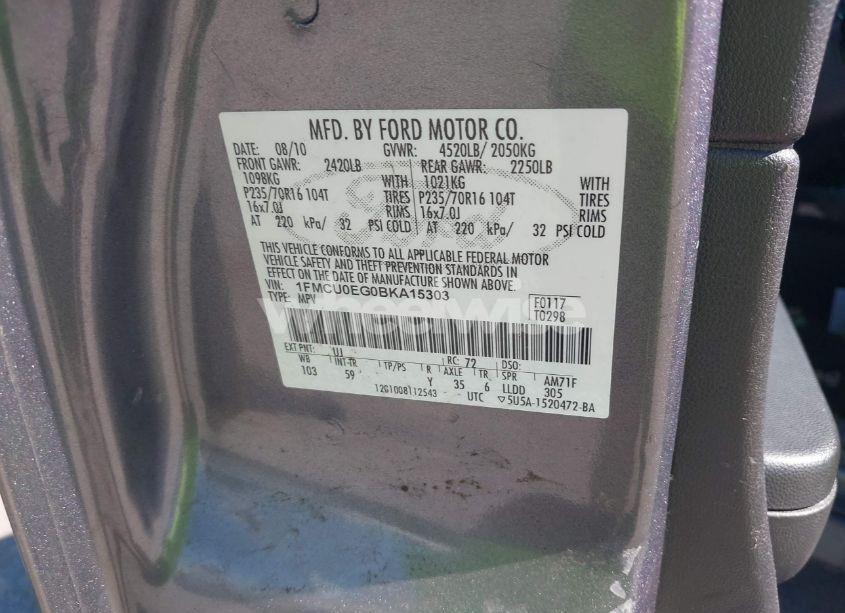 MFD. BY FORD MOTOR CO.
DATE: 08/10 GVWR: 4520LB/ 2050KG
FRONT GAWR: 2420LB REAR GAWR: 2250LB
1098KG WITH 1021KG WITH
P235/70R16 104T TIRES P235/70R16 104T TIRES
16x7.0J RIMS 16x7.0J RIMS
AT 220 kPa/ 32 PSI COLD AT 220 kPa/ 32 PSI COLD
THIS VEHICLE CONFORMS TO ALL APPLICABLE FEDERAL MOTOR
VEHICLE SAFETY AND THEFT PREVENTION STANDARDS IN
EFFECT ON THE DATE OF MANUFACTURE SHOWN ABOVE.
VIN: 1FMCU0EG0BKA15303 F0117
TYPE: MPV T0298
EXT PNT: UJ RC: 72 DSO:
WB INT TR TP/PS R AXLE TR SPR AM71F
103 59 Y 35 6 LLDD 305
12G1008112543 UTC ▽5U5A-1520472-BA
Ford
wheelwise